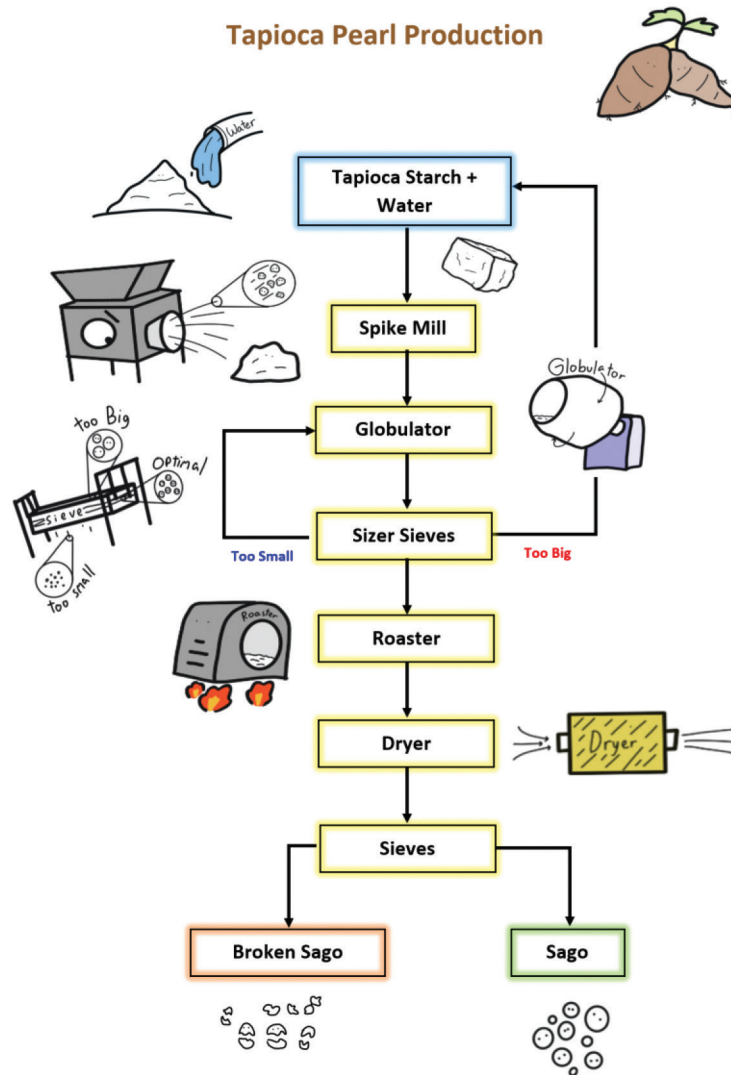 Tapioca Pearl Production
Water
Tapioca Starch +
Water
Spike Mill
Globulator
Globulator
too Big
Optimal
Sieve
too small
Sizer Sieves
Too Small
Too Big
Roaster
Roaster
Dryer
Dryer
Sieves
Broken Sago
Sago